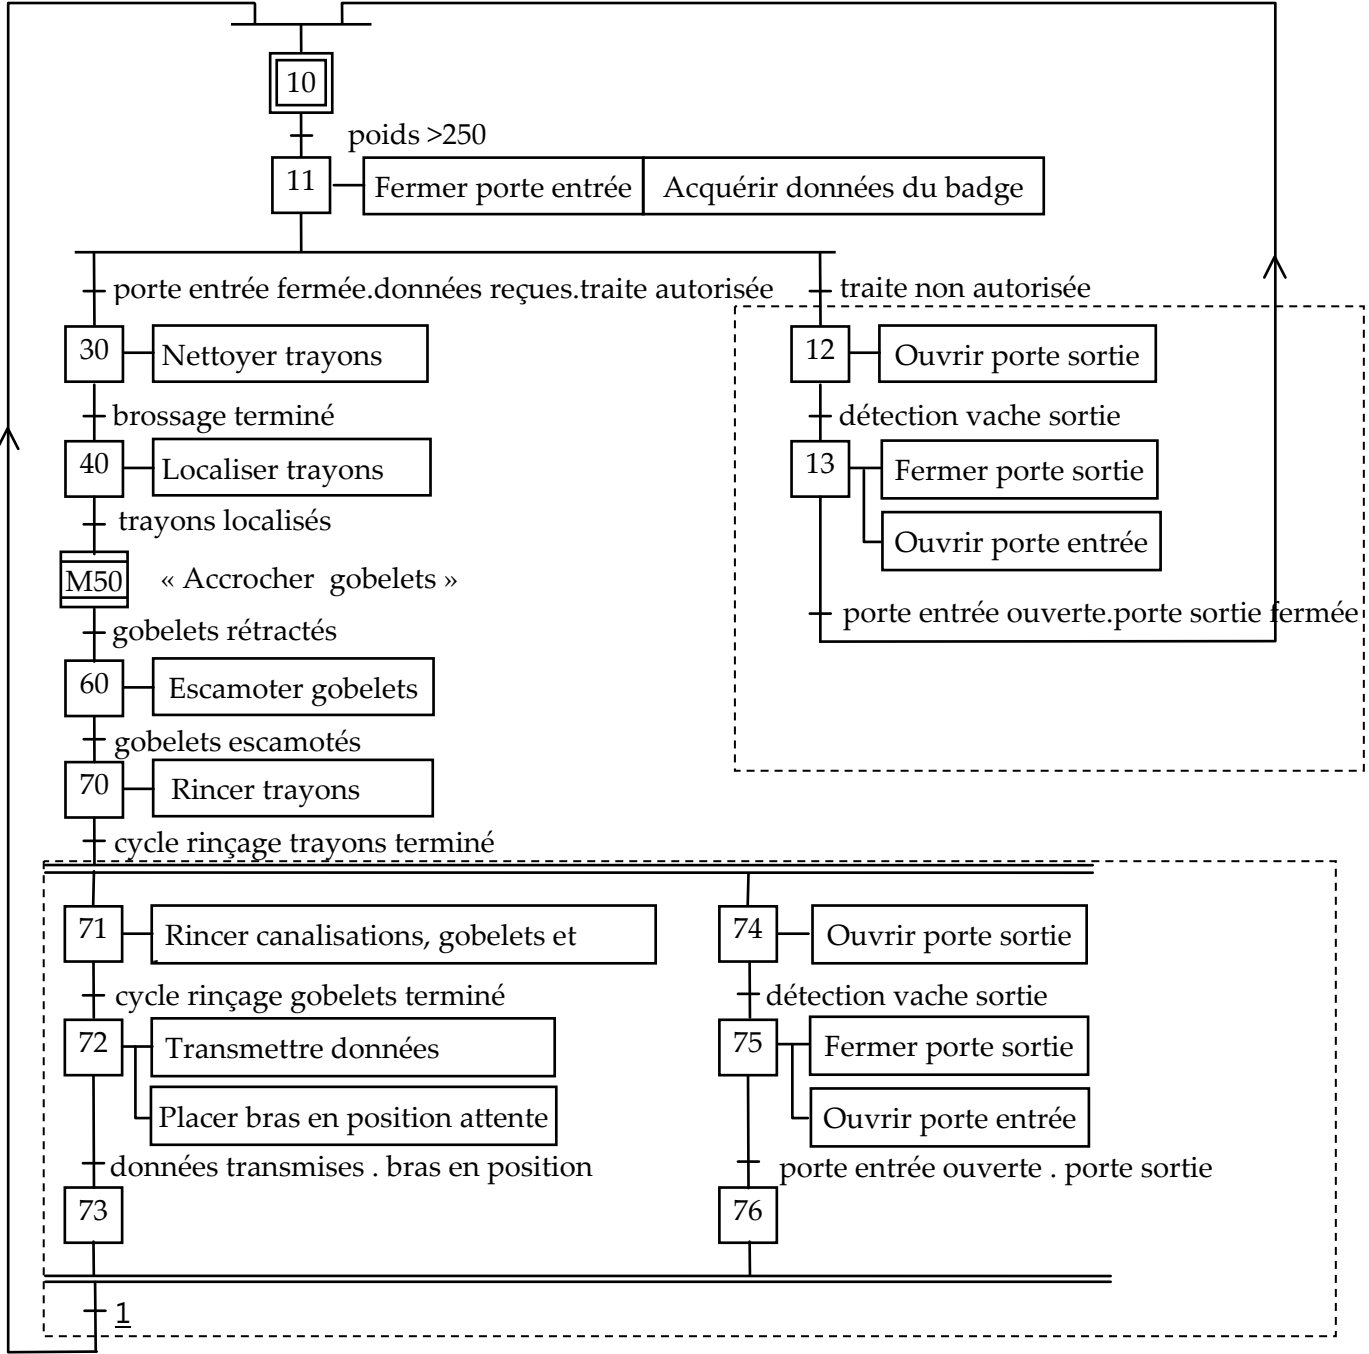 10
poids >250
11
Fermer porte entrée
Acquérir données du badge
porte entrée fermée.données reçues.traite autorisée
traite non autorisée
30
Nettoyer trayons
12
Ouvrir porte sortie
brossage terminé
détection vache sortie
40
Localiser trayons
13
Fermer porte sortie
trayons localisés
Ouvrir porte entrée
M50
« Accrocher gobelets »
porte entrée ouverte.porte sortie fermée
gobelets rétractés
60
Escamoter gobelets
gobelets escamotés
70
Rincer trayons
cycle rinçage trayons terminé
71
Rincer canalisations, gobelets et
74
Ouvrir porte sortie
cycle rinçage gobelets terminé
détection vache sortie
72
Transmettre données
75
Fermer porte sortie
Placer bras en position attente
Ouvrir porte entrée
données transmises . bras en position
porte entrée ouverte . porte sortie
73
76
1